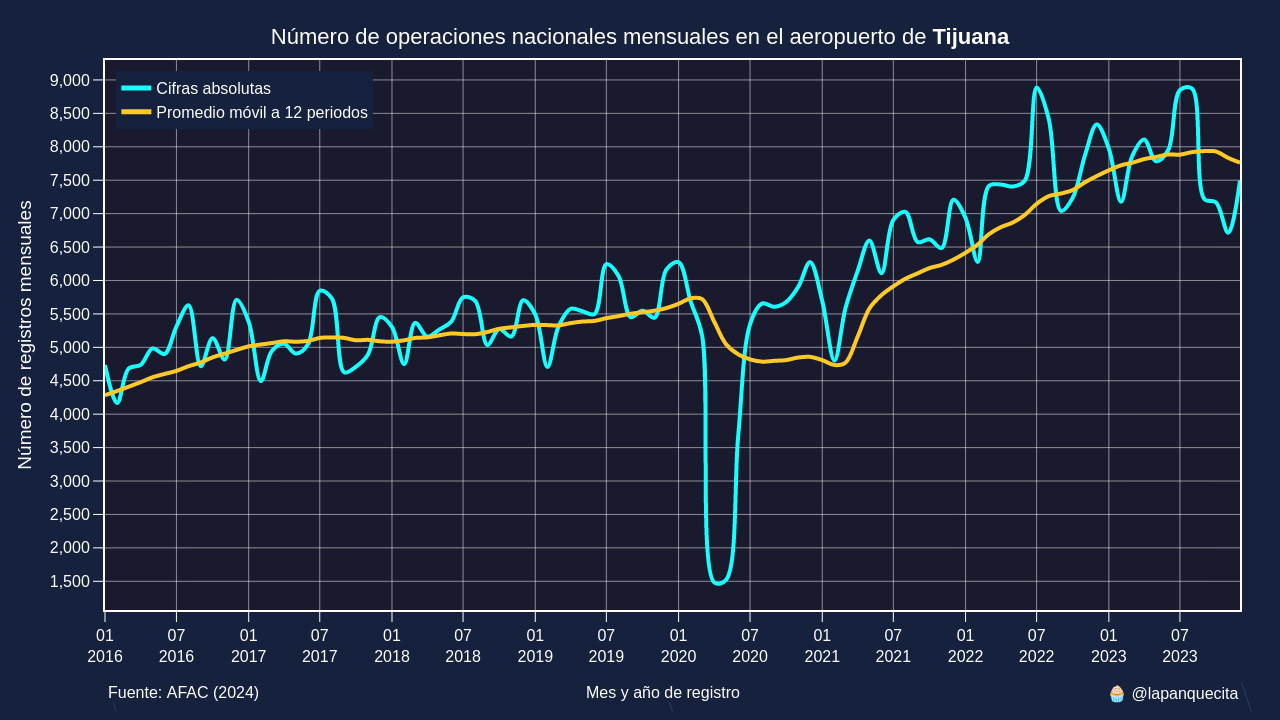 Número de operaciones nacionales mensuales en el aeropuerto de Tijuana
Cifras absolutas
Promedio móvil a 12 periodos
Número de registros mensuales
9,000
8,500
8,000
7,500
7,000
6,500
6,000
5,500
5,000
4,500
4,000
3,500
3,000
2,500
2,000
1,500
01 07 01 07 01 07 01 07 01 07 01 07 01 07 01 07
2016 2016 2017 2017 2018 2018 2019 2019 2020 2020 2021 2021 2022 2022 2023 2023
Fuente: AFAC (2024) Mes y año de registro 🧁 @lapanquecita